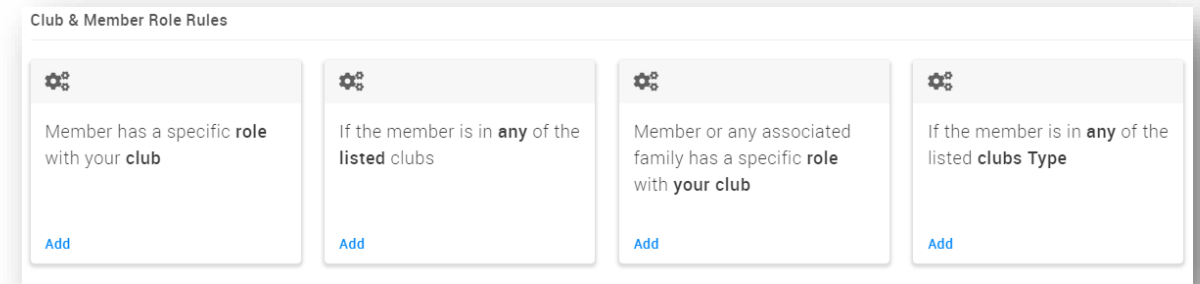 Club & Member Role Rules
Member has a specific role
with your club
Add
If the member is in any of the
listed clubs
Add
Member or any associated
family has a specific role
with your club
Add
If the member is in any of the
listed clubs Type
Add